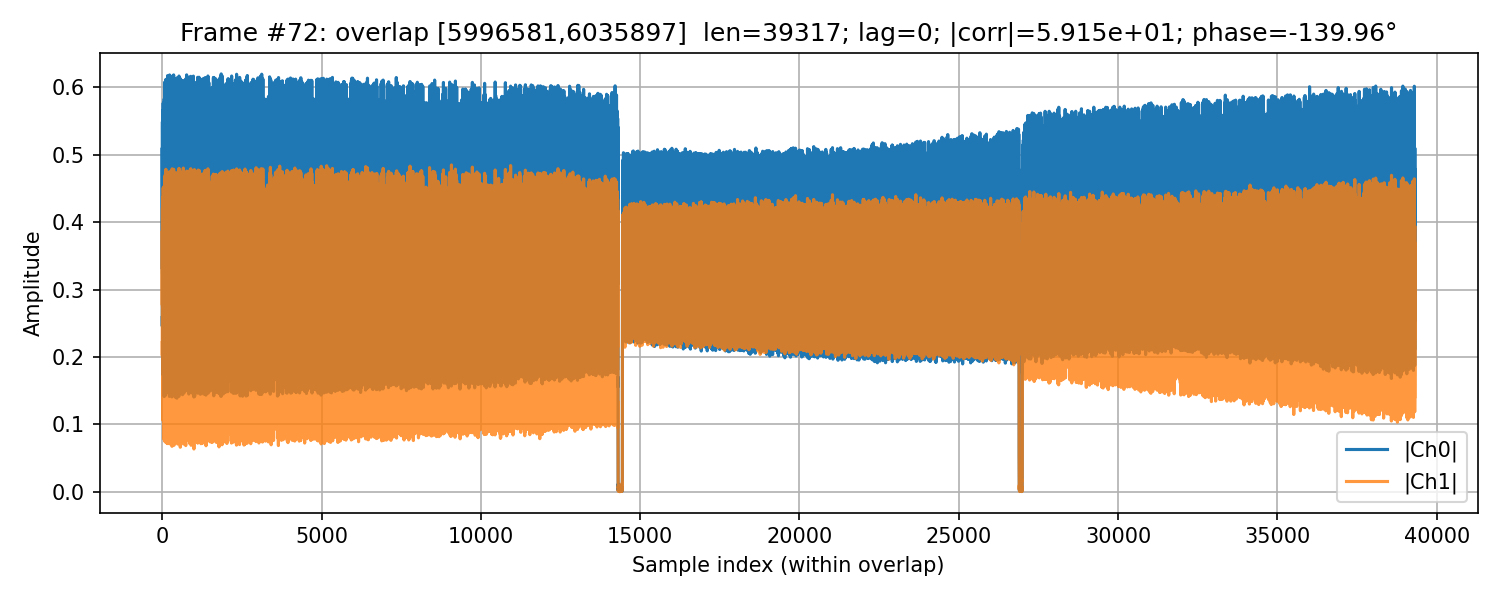 Frame #72: overlap [5996581,6035897]  len=39317; lag=0; |corr|=5.915e+01; phase=-139.96°
Amplitude
0.6
0.5
0.4
0.3
0.2
0.1
0.0
|Ch0|
|Ch1|
0 5000 10000 15000 20000 25000 30000 35000 40000
Sample index (within overlap)